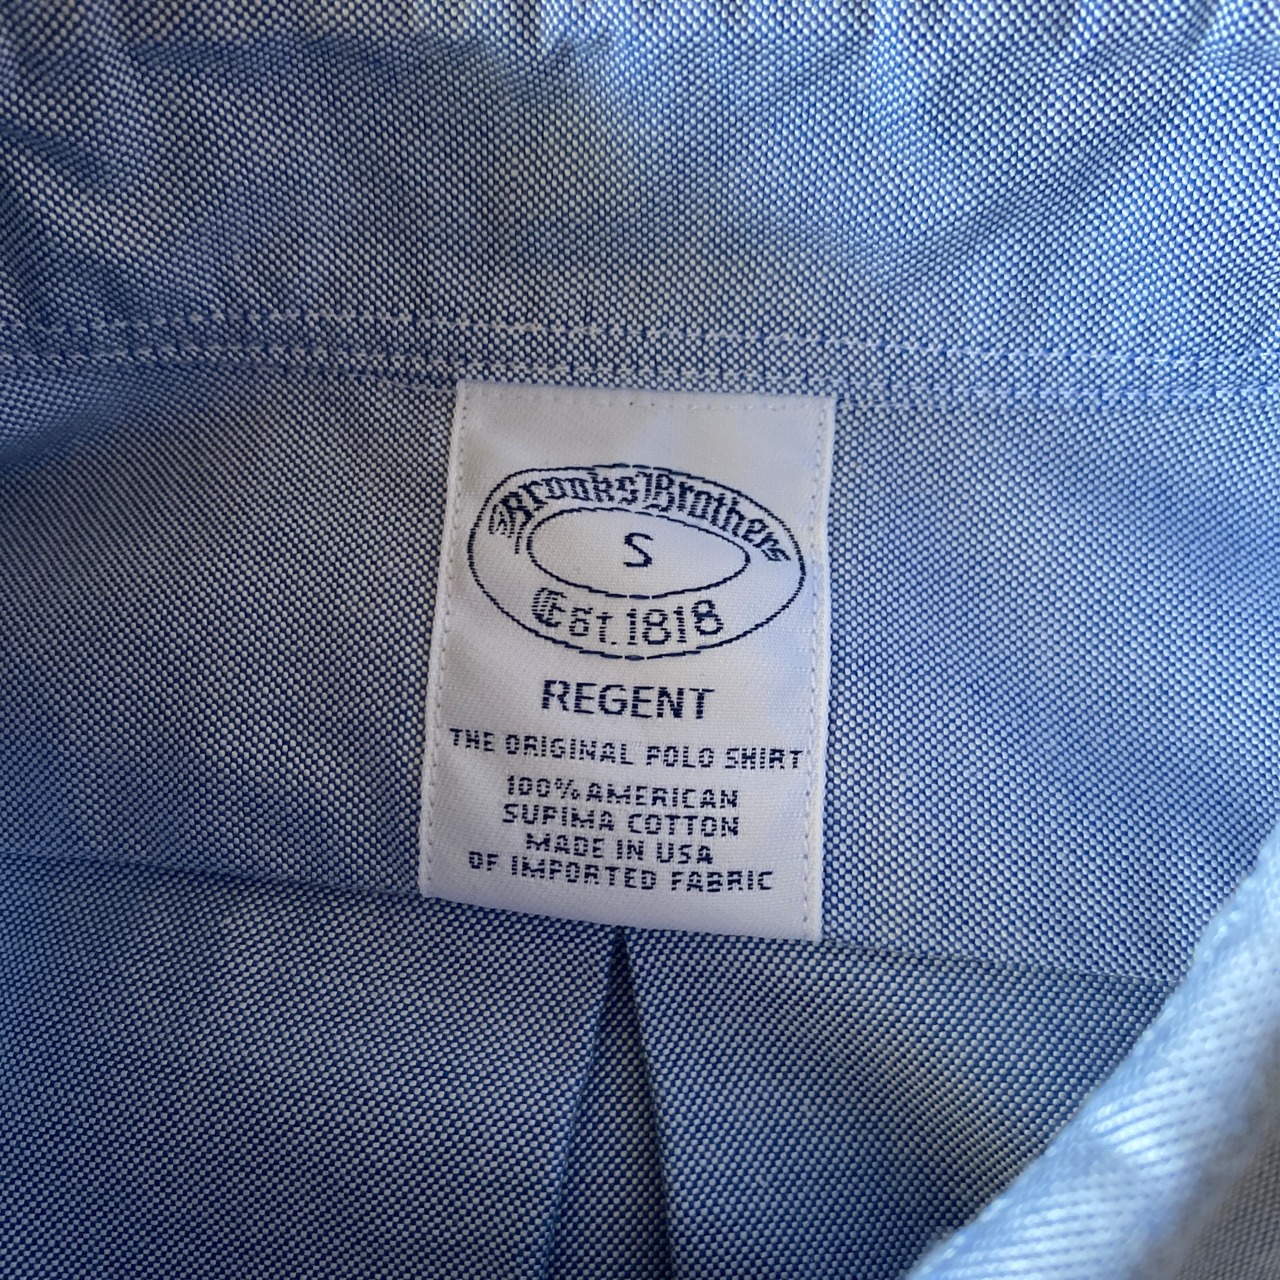 Brooks Brothers
S
Est. 1818
REGENT
THE ORIGINAL POLO SHIRT
100% AMERICAN
SUPIMA COTTON
MADE IN USA
OF IMPORTED FABRIC